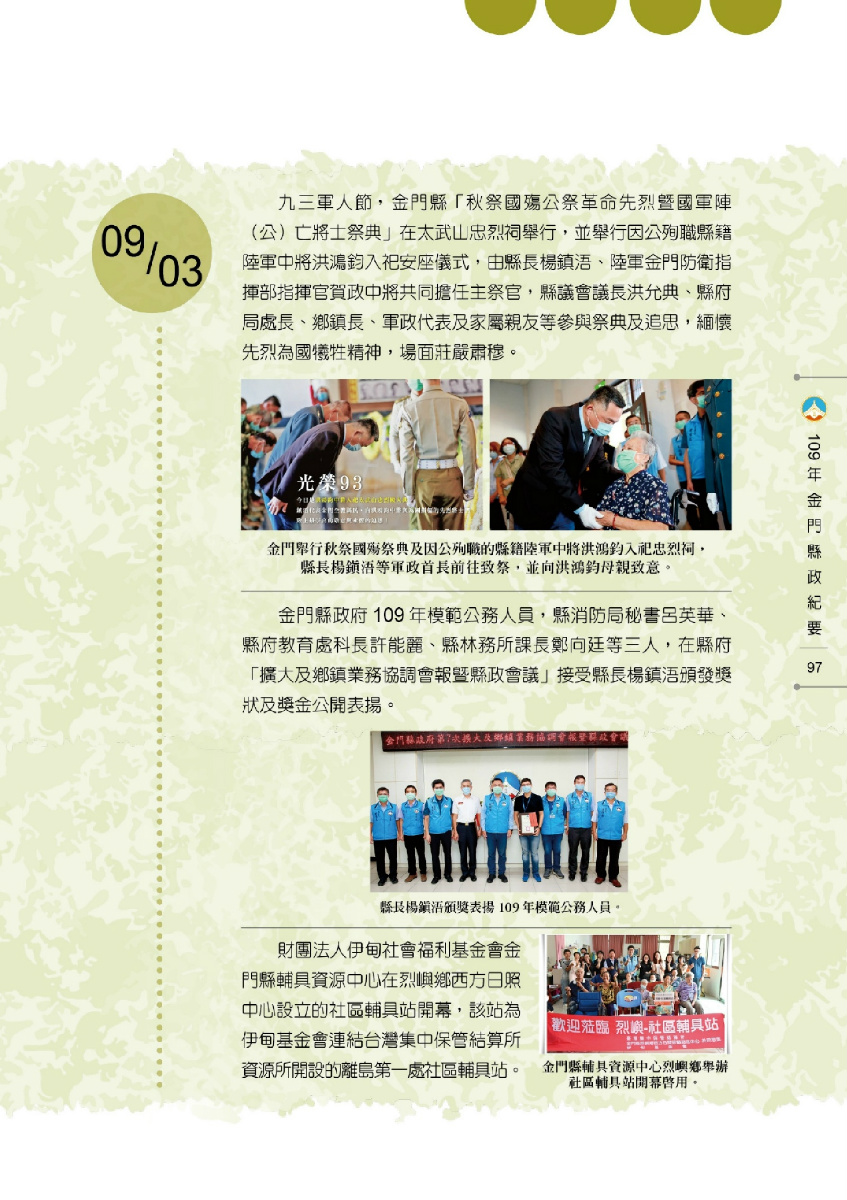 09/03
九三軍人節，金門縣「秋祭國殤公祭革命先烈暨國軍陣
（公）亡將士祭典」在太武山忠烈祠舉行，並舉行因公殉職縣籍
陸軍中將洪鴻鈞入祀安座儀式，由縣長楊鎮浯、陸軍金門防衛指
揮部指揮官賀政中將共同擔任主祭官，縣議會議長洪允典、縣府
局處長、鄉鎮長、軍政代表及家屬親友等參與祭典及追思，緬懷
先烈為國犧牲精神，場面莊嚴肅穆。
光榮93
金門舉行秋祭國殤祭典及因公殉職的縣籍陸軍中將洪鴻鈞入祀忠烈祠，
縣長楊鎮浯等軍政首長前往致祭，並向洪鴻鈞母親致意。
金門縣政府 109 年模範公務人員，縣消防局秘書呂英華、
縣府教育處科長許能麗、縣林務所課長鄭向廷等三人，在縣府
「擴大及鄉鎮業務協調會報暨縣政會議」接受縣長楊鎮浯頒發獎
狀及獎金公開表揚。
金門縣政府第7次擴大及鄉鎮業務協調會報暨縣政會議
縣長楊鎮浯頒獎表揚 109 年模範公務人員。
財團法人伊甸社會福利基金會金
門縣輔具資源中心在烈嶼鄉西方日照
中心設立的社區輔具站開幕，該站為
伊甸基金會連結台灣集中保管結算所
資源所開設的離島第一處社區輔具站。
歡迎蒞臨 烈嶼-社區輔具站
金門縣輔具資源中心烈嶼鄉舉辦
社區輔具站開幕啓用。
109年金門縣政紀要
97